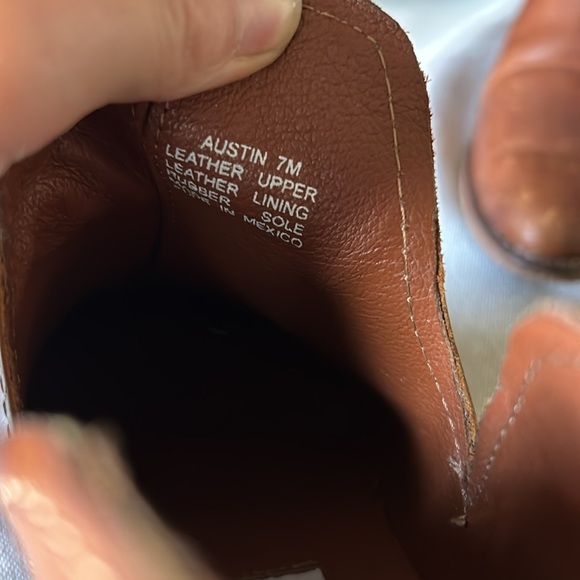 AUSTIN 7M
LEATHER UPPER
LEATHER LINING
RUBBER SOLE
MADE IN MEXICO